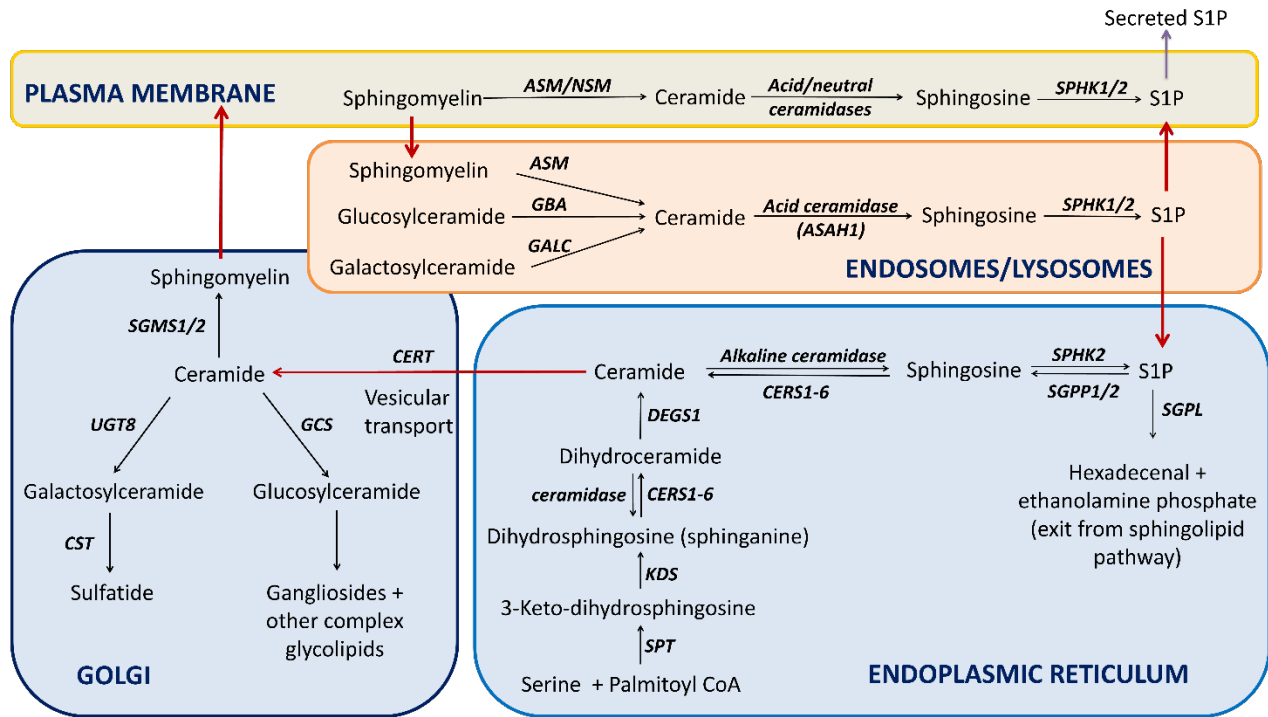 Secreted S1P
PLASMA MEMBRANE
Sphingomyelin
ASM/NSM
Ceramide
Acid/neutral
ceramidases
Sphingosine
SPHK1/2
S1P
Sphingomyelin
ASM
Glucosylceramide
GBA
Galactosylceramide
GALC
Ceramide
Acid ceramidase
(ASAH1)
Sphingosine
SPHK1/2
S1P
ENDOSOMES/LYSOSOMES
Sphingomyelin
SGMS1/2
Ceramide
UGT8
GCS
Galactosylceramide
Glucosylceramide
CST
Sulfatide
Gangliosides +
other complex
glycolipids
GOLGI
CERT
Vesicular
transport
Ceramide
Alkaline ceramidase
CERS1-6
Sphingosine
SPHK2
SGPP1/2
S1P
SGPL
Hexadecenal +
ethanolamine phosphate
(exit from sphingolipid
pathway)
DEGS1
Dihydroceramide
ceramidase
CERS1-6
Dihydrosphingosine (sphinganine)
KDS
3-Keto-dihydrosphingosine
SPT
Serine + Palmitoyl CoA
ENDOPLASMIC RETICULUM